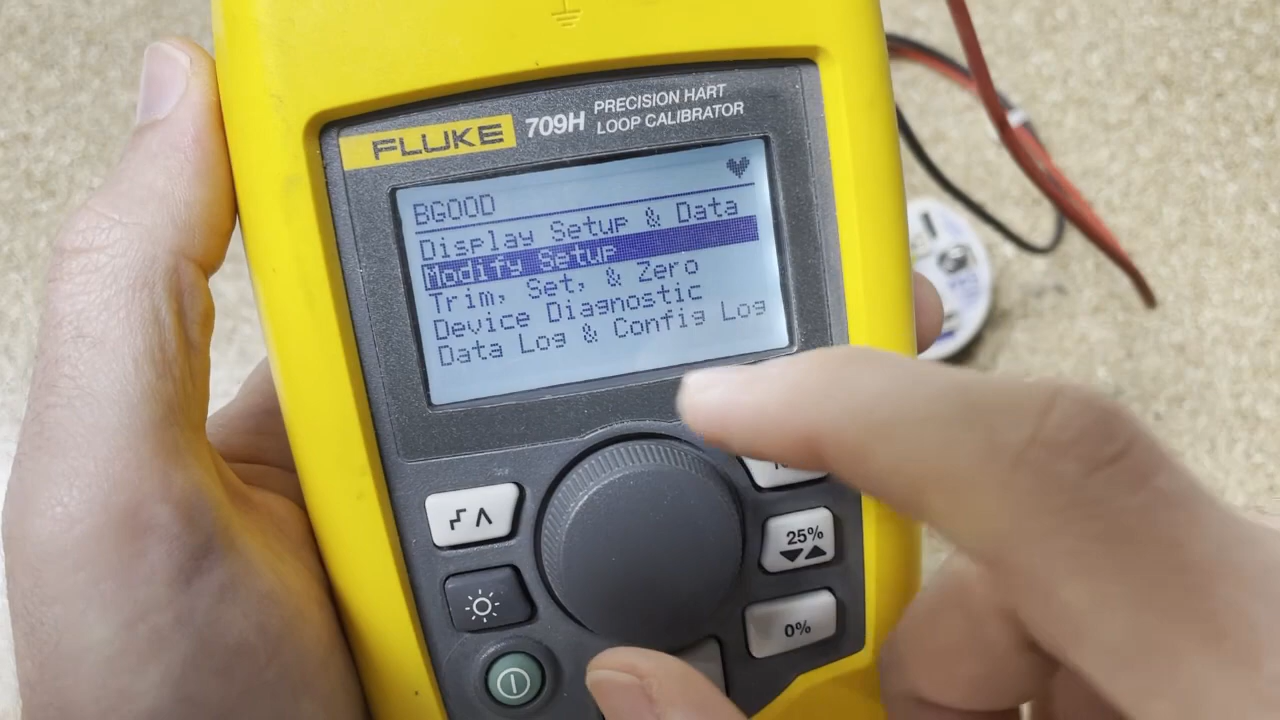 FLUKE 709H PRECISION HART
LOOP CALIBRATOR
BGOOD
Display Setup & Data
Modify Setup
Trim, Set, & Zero
Device Diagnostic
Data Log & Config Log
25%
0%